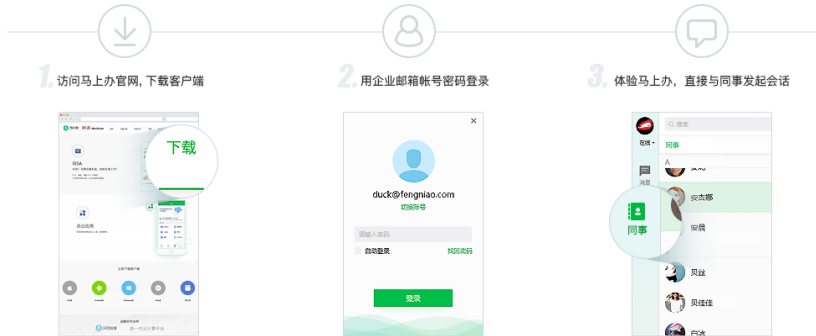 1. 访问马上办官网, 下载客户端
下载
2. 用企业邮箱帐号密码登录
duck@fengniao.com
切换账号
请输入密码
自动登录
找回密码
登录
3. 体验马上办，直接与同事发起会话
在线
搜索
同事
A
消息
同事
安吉娜
安晨
贝丝
贝佳佳
白冰